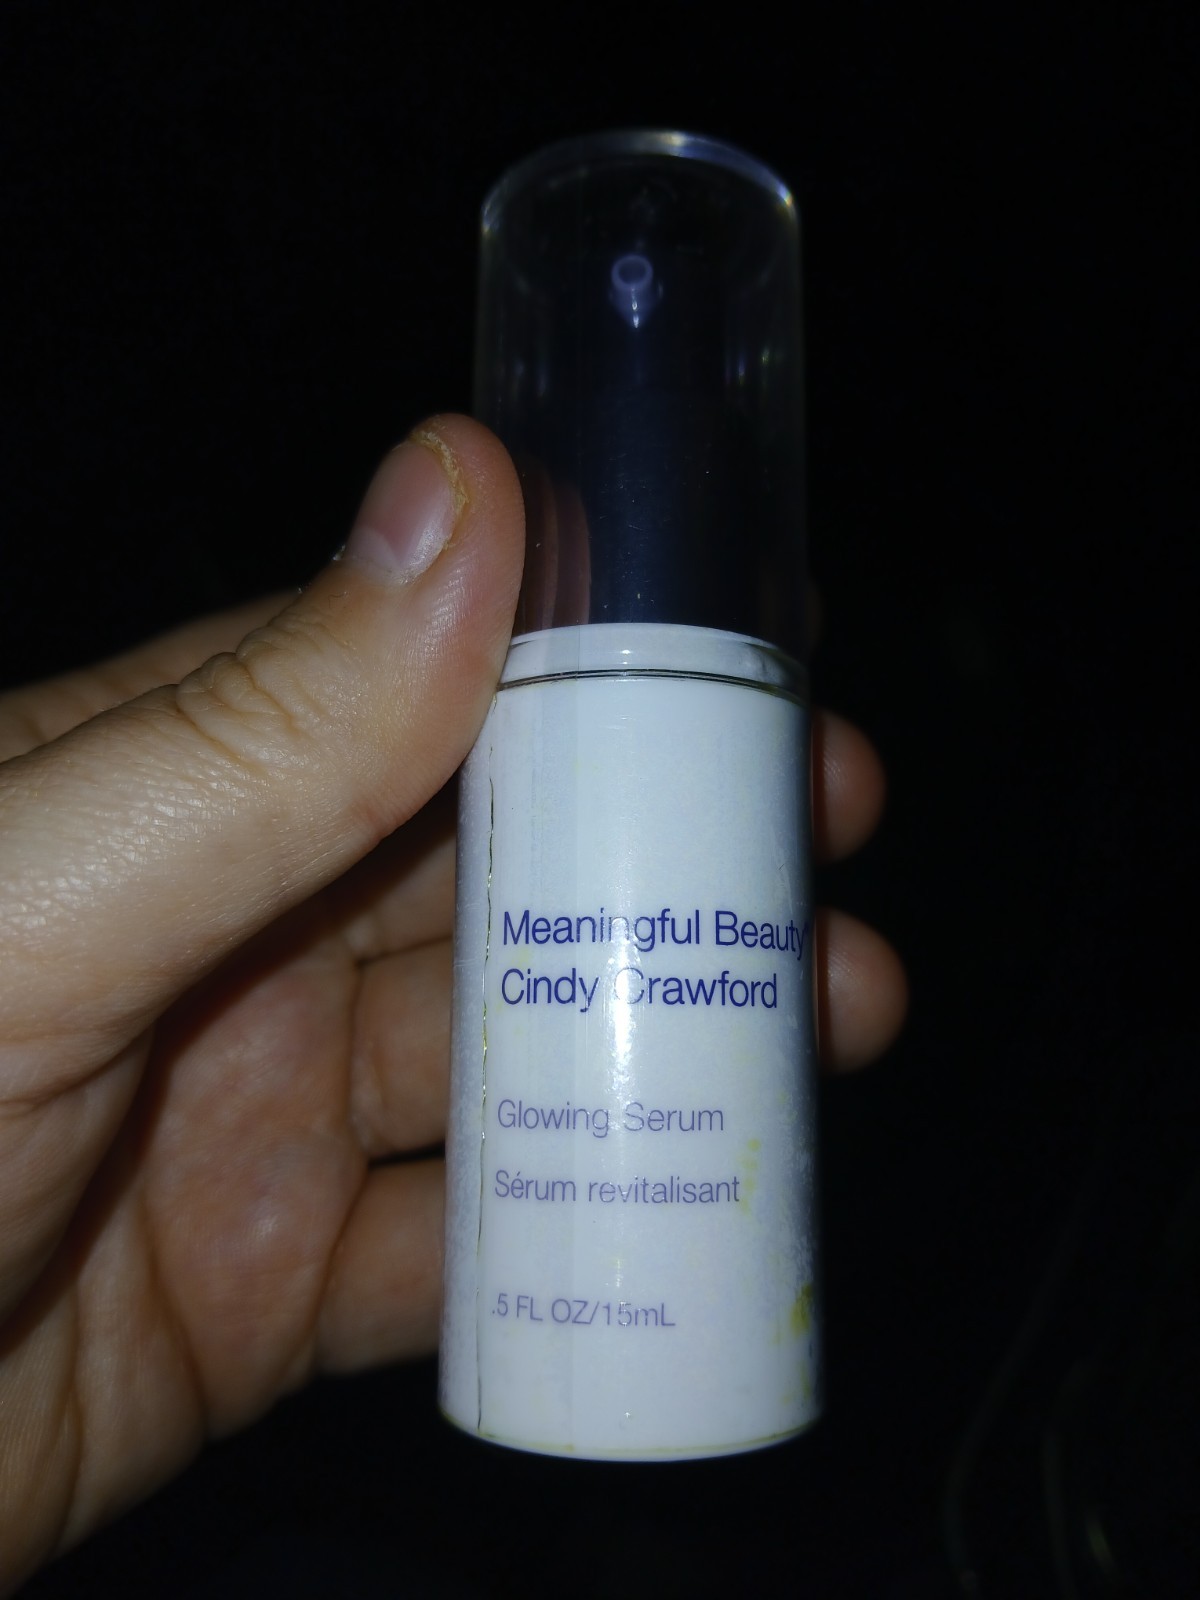 Meaningful Beauty
Cindy Crawford
Glowing Serum
Sérum revitalisant
.5 FL OZ/15mL